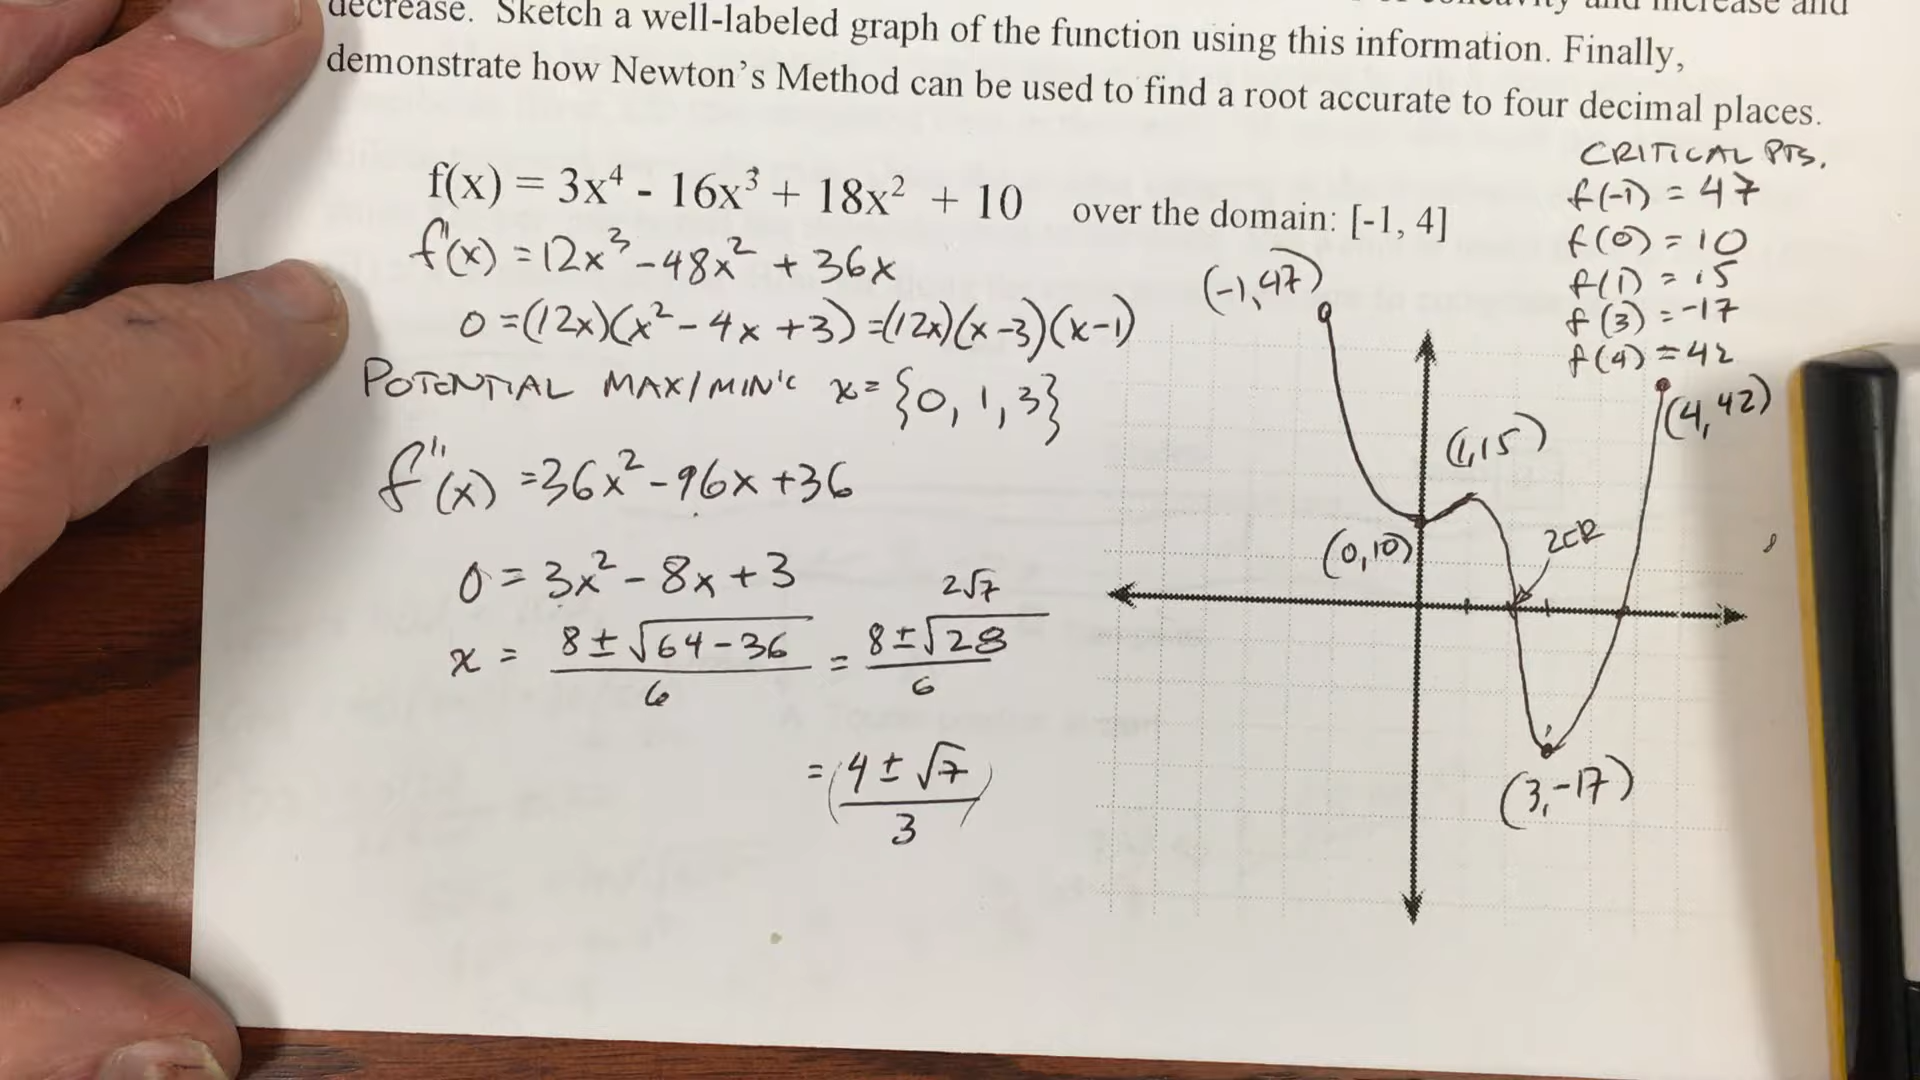 decrease. Sketch a well-labeled graph of the function using this information. Finally,
demonstrate how Newton's Method can be used to find a root accurate to four decimal places.
f(x) = 3x⁴ - 16x³ + 18x² + 10 over the domain: [-1, 4]
f'(x) = 12x³ - 48x² + 36x
0 = (12x)(x² - 4x + 3) = (12x)(x-3)(x-1)
POTENTIAL MAX/MIN'S x = {0, 1, 3}
f''(x) = 36x² - 96x + 36
0 = 3x² - 8x + 3
x = 8 ± √64-36 / 6 = 8 ± √28 / 6
2√7
= (4 ± √7 / 3)
CRITICAL PTS.
f(-1) = 47
f(0) = 10
f(1) = 15
f(3) = -17
f(4) = 42
(-1, 47)
(4, 42)
(1, 15)
(0, 10)
(3, -17)